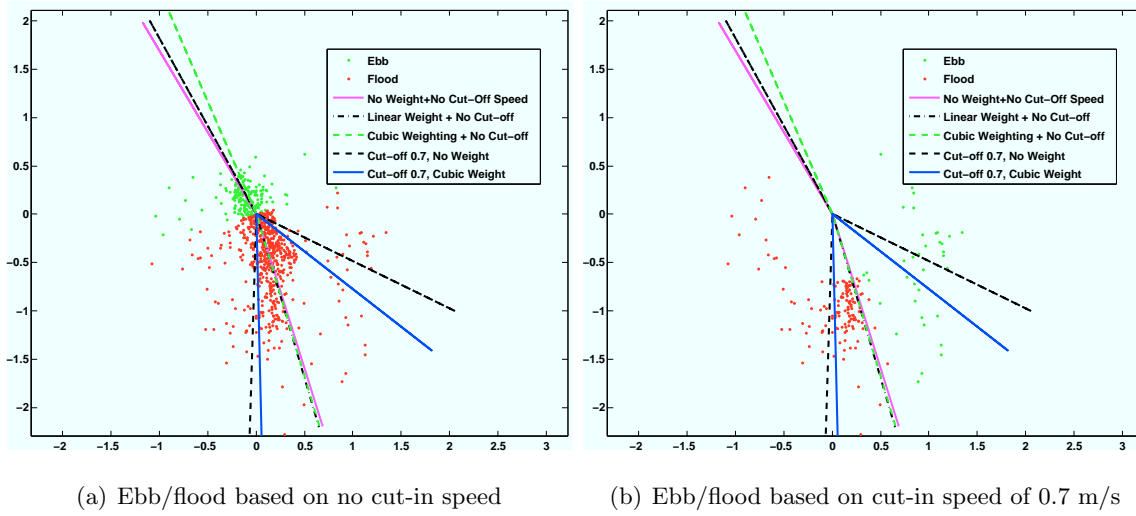 2
1.5
1
0.5
0
−0.5
−1
−1.5
−2
−2 −1.5 −1 −0.5 0 0.5 1 1.5 2 2.5 3
Ebb
Flood
No Weight+No Cut−Off Speed
Linear Weight + No Cut−off
Cubic Weighting + No Cut−off
Cut−off 0.7, No Weight
Cut−off 0.7, Cubic Weight
(a) Ebb/flood based on no cut-in speed
2
1.5
1
0.5
0
−0.5
−1
−1.5
−2
−2 −1.5 −1 −0.5 0 0.5 1 1.5 2 2.5 3
Ebb
Flood
No Weight+No Cut−Off Speed
Linear Weight + No Cut−off
Cubic Weighting + No Cut−off
Cut−off 0.7, No Weight
Cut−off 0.7, Cubic Weight
(b) Ebb/flood based on cut-in speed of 0.7 m/s